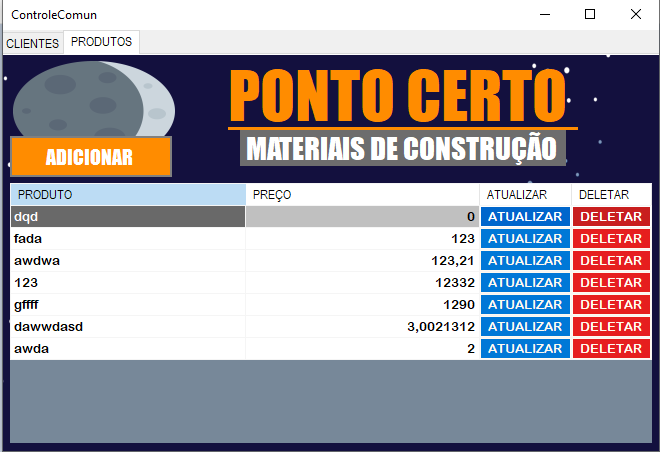 ControleComun
CLIENTES PRODUTOS
PONTO CERTO
MATERIAIS DE CONSTRUÇÃO
ADICIONAR
PRODUTO PREÇO ATUALIZAR DELETAR
dqd 0 ATUALIZAR DELETAR
fada 123 ATUALIZAR DELETAR
awdwa 123,21 ATUALIZAR DELETAR
123 12332 ATUALIZAR DELETAR
gffff 1290 ATUALIZAR DELETAR
dawwdasd 3,0021312 ATUALIZAR DELETAR
awda 2 ATUALIZAR DELETAR